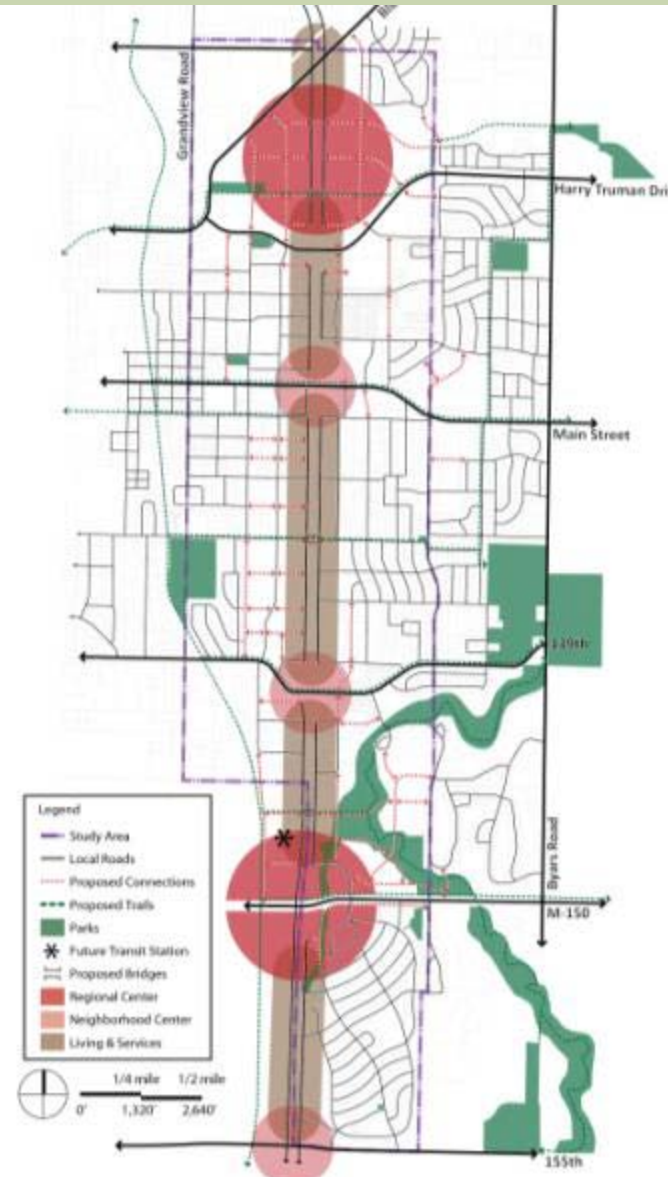 Grandview Road
Harry Truman Dri
Main Street
139th
Byars Road
M-150
155th
Legend
Study Area
Local Roads
Proposed Connections
Proposed Trails
Parks
Future Transit Station
Proposed Bridges
Regional Center
Neighborhood Center
Living & Services
1/4 mile 1/2 mile
0' 1,320' 2,640'